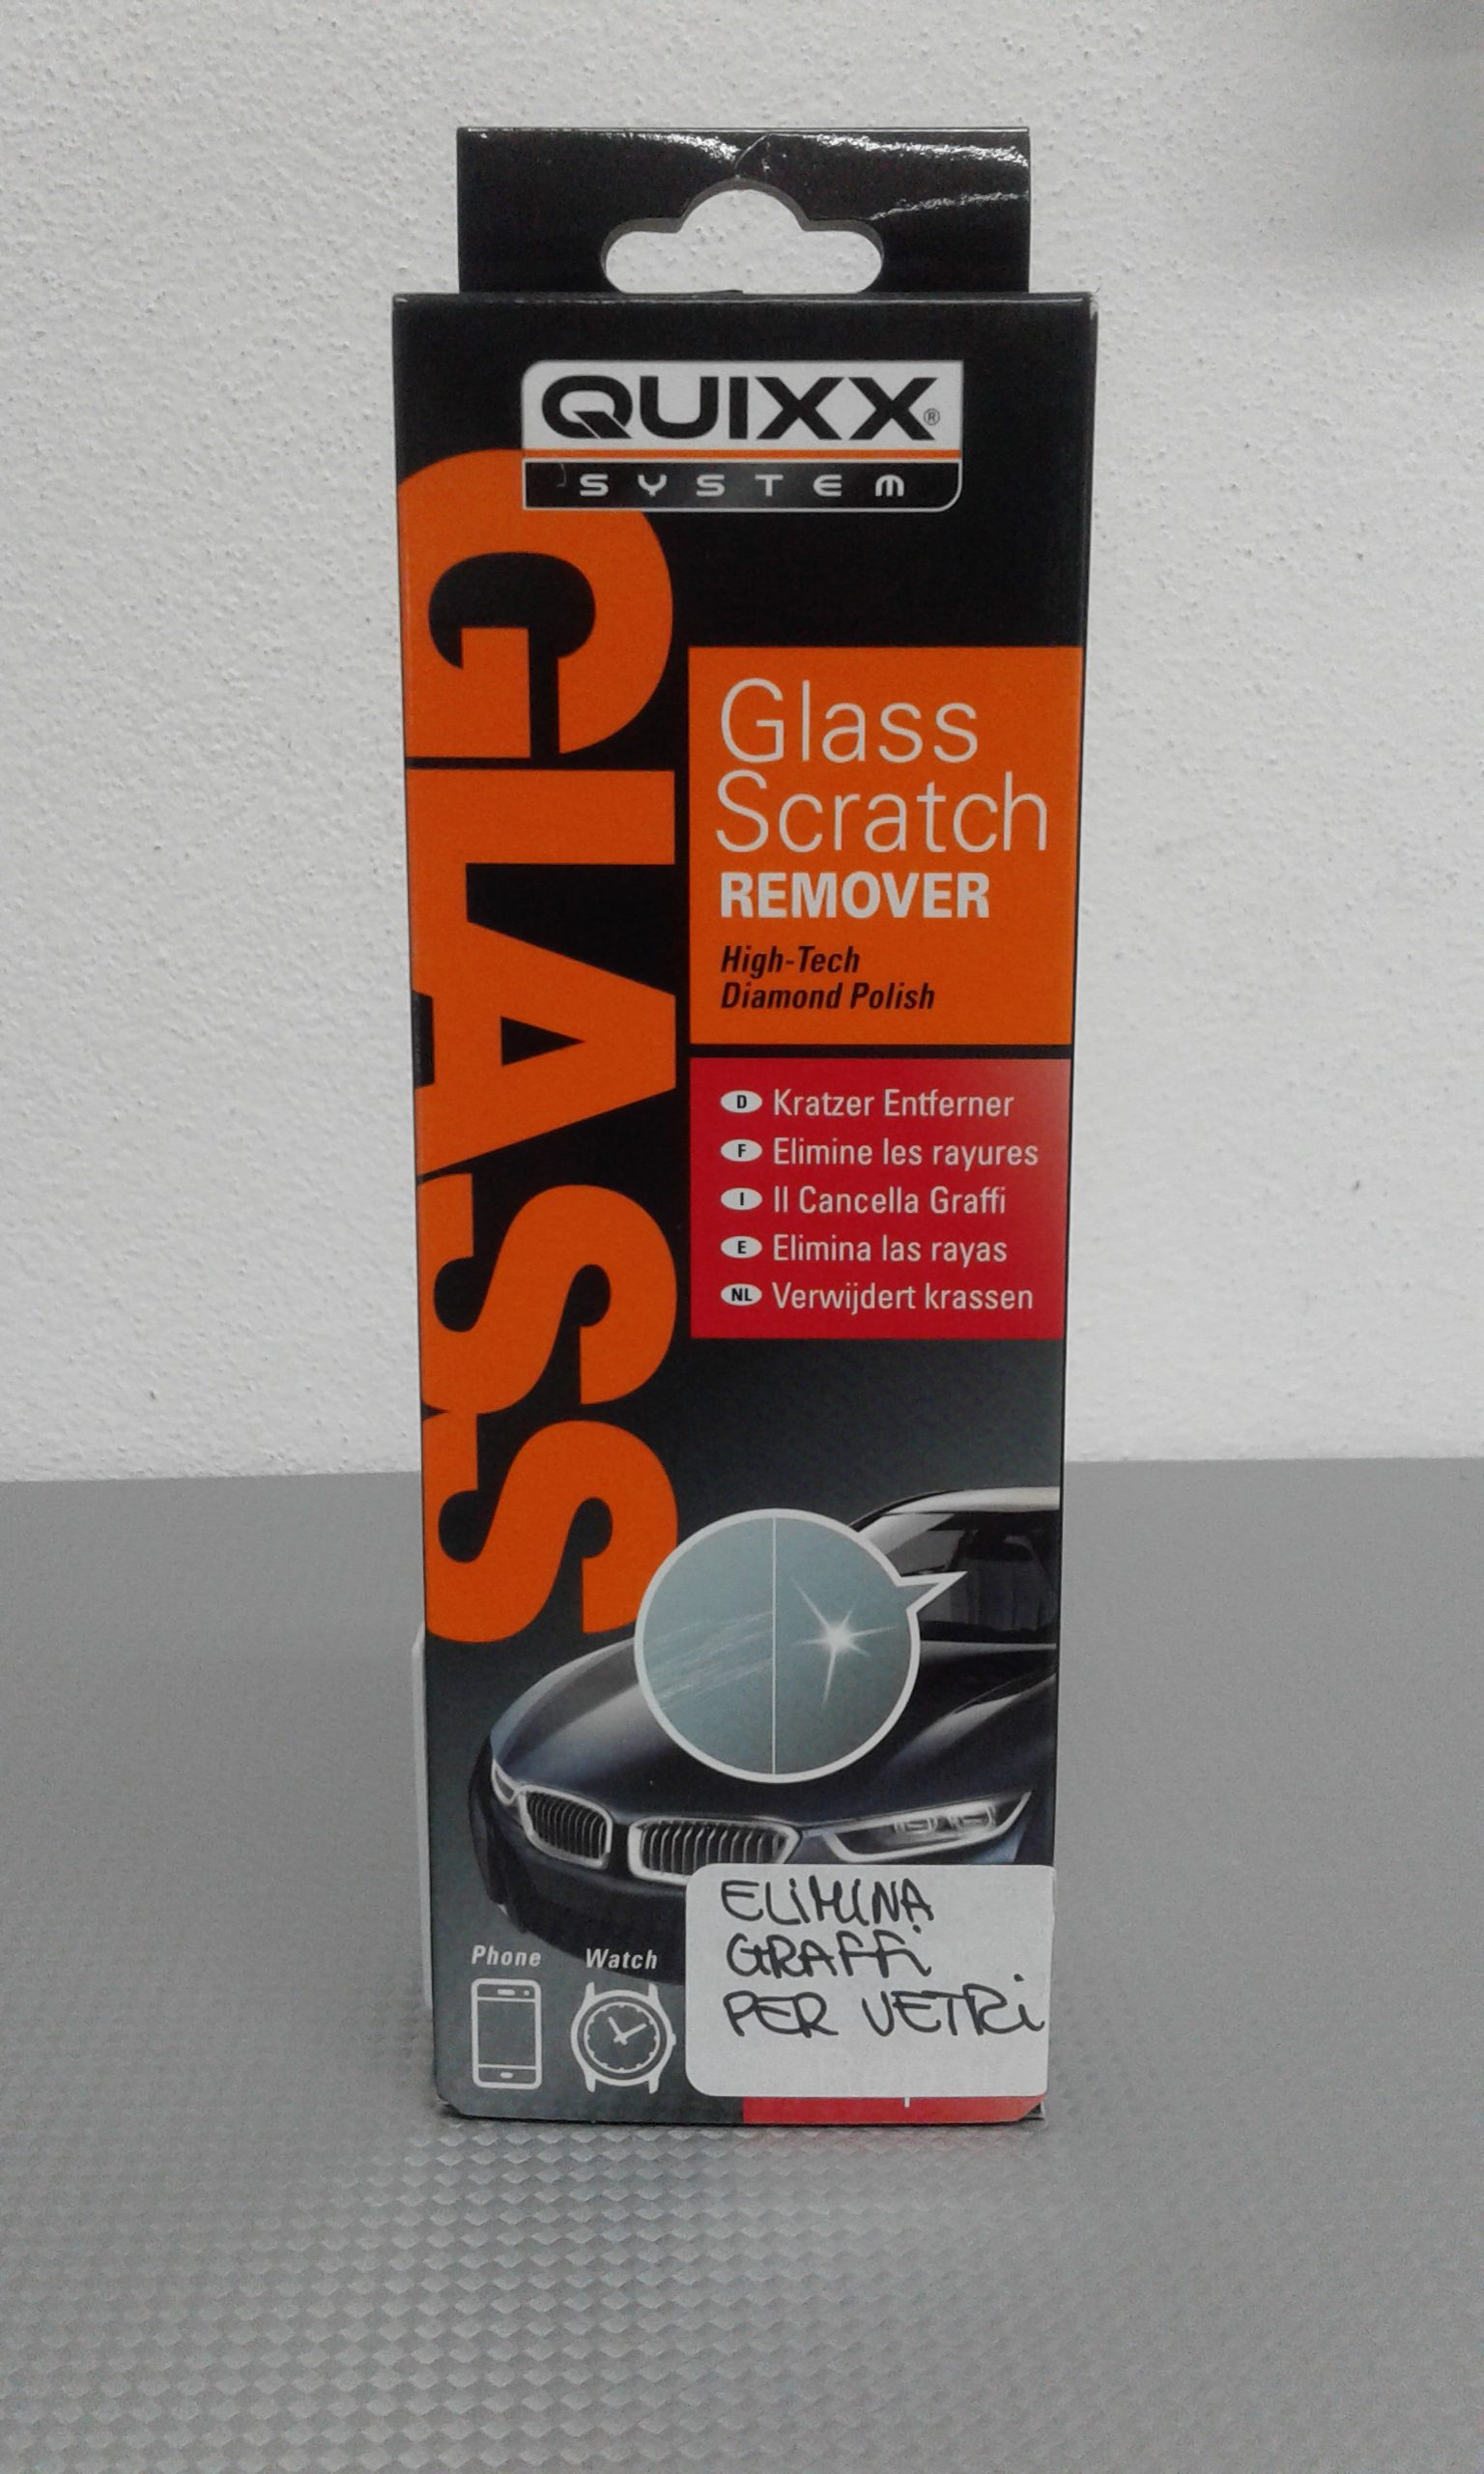 QUIXX®
SYSTEM
GLASS
Glass
Scratch
REMOVER
High-Tech
Diamond Polish
D Kratzer Entferner
F Elimine les rayures
I Il Cancella Graffi
E Elimina las rayas
NL Verwijdert krassen
Phone Watch
ELIMINA
GRAFFI
PER VETRI